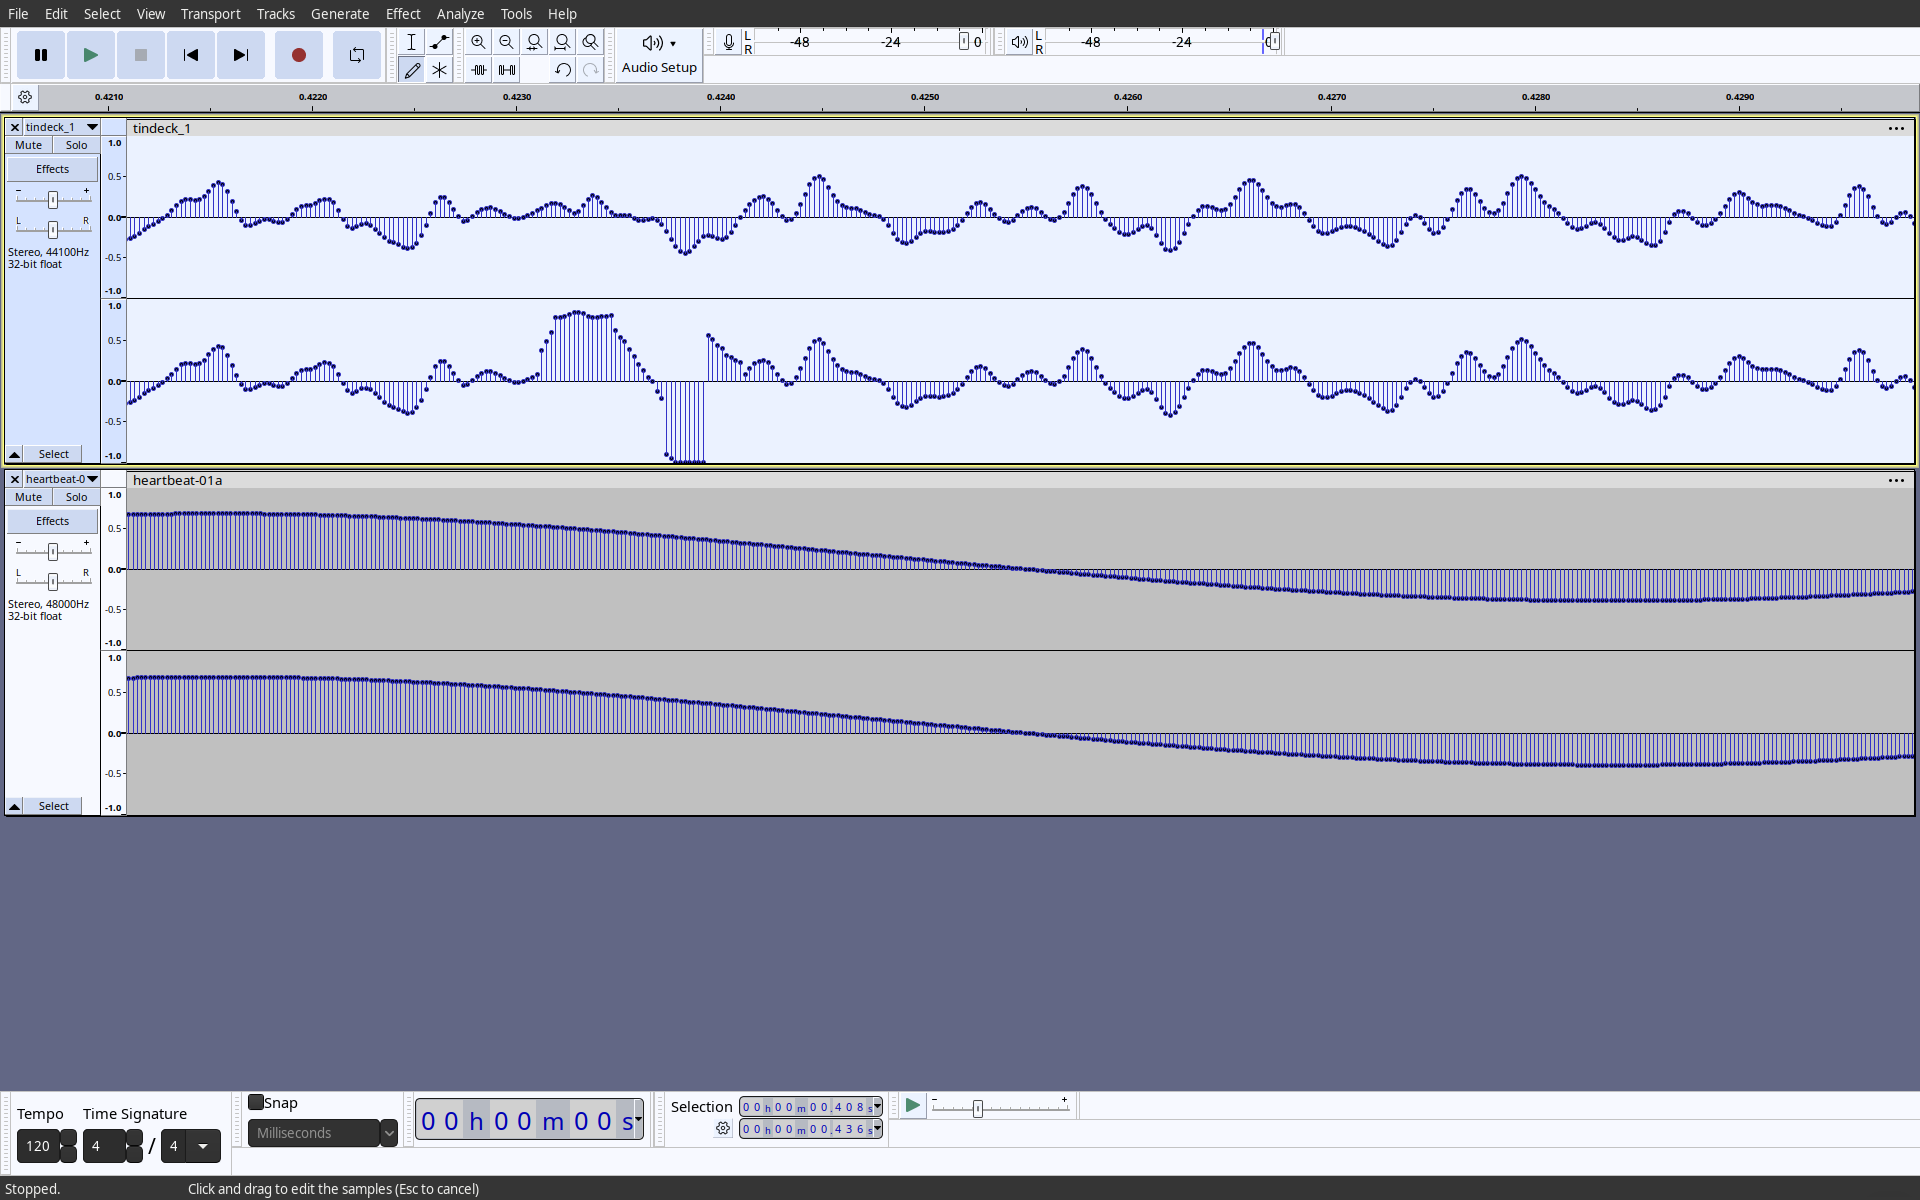 File Edit Select View Transport Tracks Generate Effect Analyze Tools Help
L R -48 -24 0
L R -48 -24 0
Audio Setup
0.4210 0.4220 0.4230 0.4240 0.4250 0.4260 0.4270 0.4280 0.4290
tindeck_1 tindeck_1 ...
Mute Solo
Effects
- +
L R
Stereo, 44100Hz
32-bit float
Select
1.0
0.5
0.0
-0.5
-1.0
1.0
0.5
0.0
-0.5
-1.0
heartbeat-0 heartbeat-01a ...
Mute Solo
Effects
- +
L R
Stereo, 48000Hz
32-bit float
Select
1.0
0.5
0.0
-0.5
-1.0
1.0
0.5
0.0
-0.5
-1.0
Tempo Time Signature
120 4 / 4
Snap
Milliseconds
00h00m00s
Selection 00h00m00.408s
00h00m00.436s
- +
Stopped. Click and drag to edit the samples (Esc to cancel)